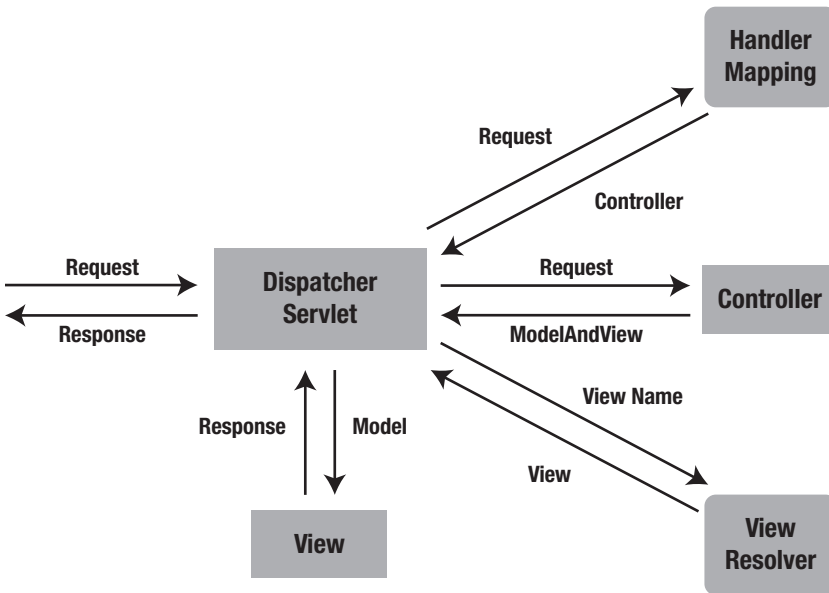 Handler
Mapping
Request
Controller
Request
Response
Dispatcher
Servlet
Request
ModelAndView
Controller
View Name
View
Response
Model
View
View
Resolver